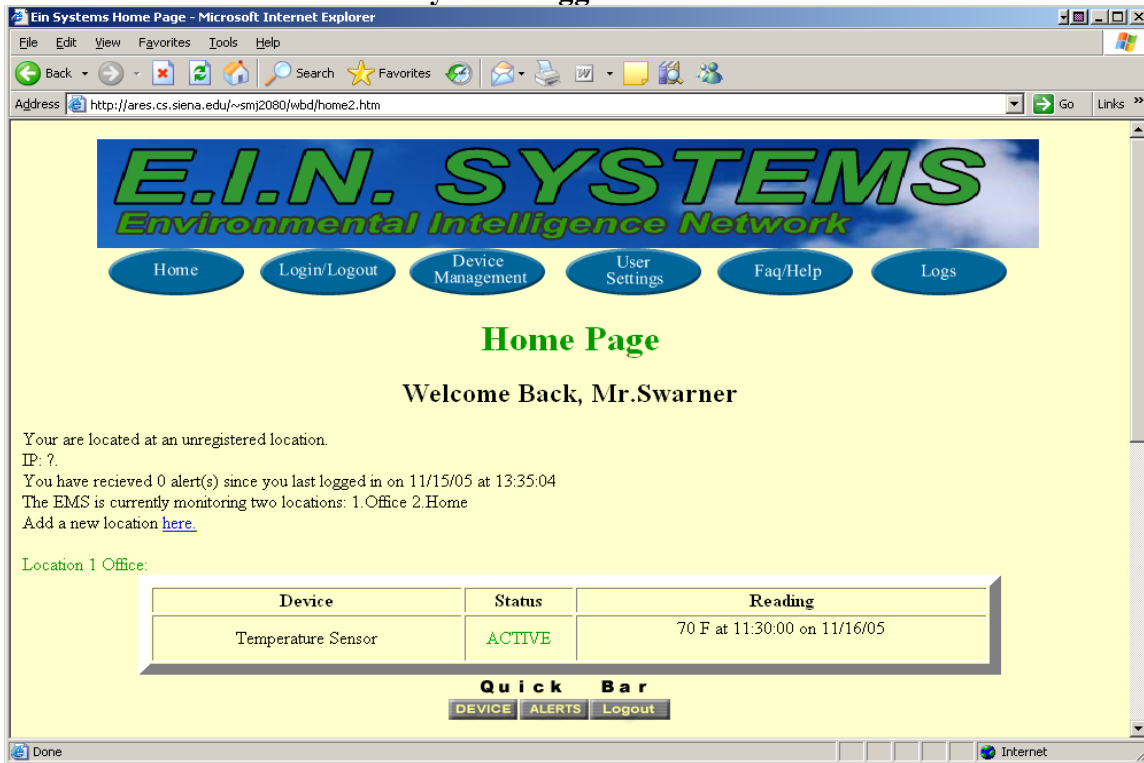 Ein Systems Home Page - Microsoft Internet Explorer
File Edit View Favorites Tools Help
Back Search Favorites
Address http://ares.cs.siena.edu/~smj2080/wbd/home2.htm Go Links »
E.I.N. SYSTEMS
Environmental Intelligence Network
Home Login/Logout Device Management User Settings Faq/Help Logs
Home Page
Welcome Back, Mr.Swarner
Your are located at an unregistered location.
IP: ?.
You have recieved 0 alert(s) since you last logged in on 11/15/05 at 13:35:04
The EMS is currently monitoring two locations: 1.Office 2.Home
Add a new location here.
Location 1 Office:
Device Status Reading
Temperature Sensor ACTIVE 70 F at 11:30:00 on 11/16/05
Quick Bar
DEVICE ALERTS Logout
Done Internet